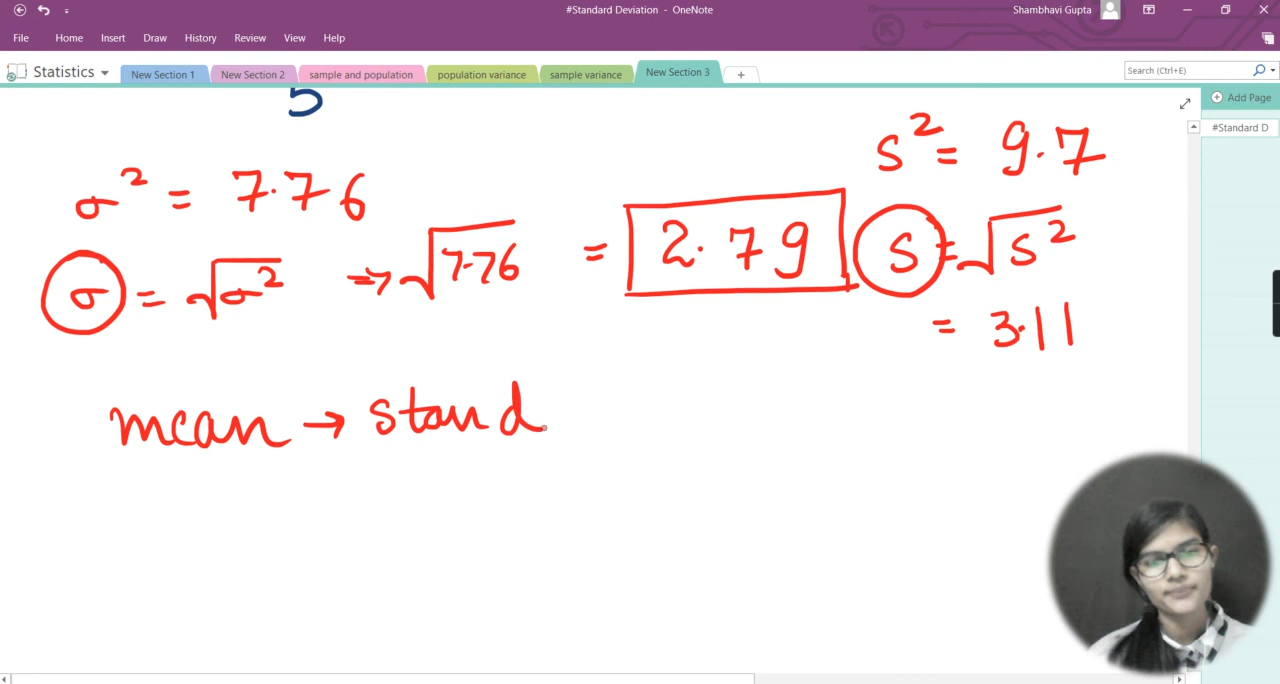 #Standard Deviation - OneNote
Shambhavi Gupta
File Home Insert Draw History Review View Help
Statistics New Section 1 New Section 2 sample and population population variance sample variance New Section 3 +
Search (Ctrl+E)
Add Page
#Standard D
5
s² = 9.7
σ² = 7.76
σ = √σ² → √7.76 = 2.79
s = √s²
= 3.11
mean → stand